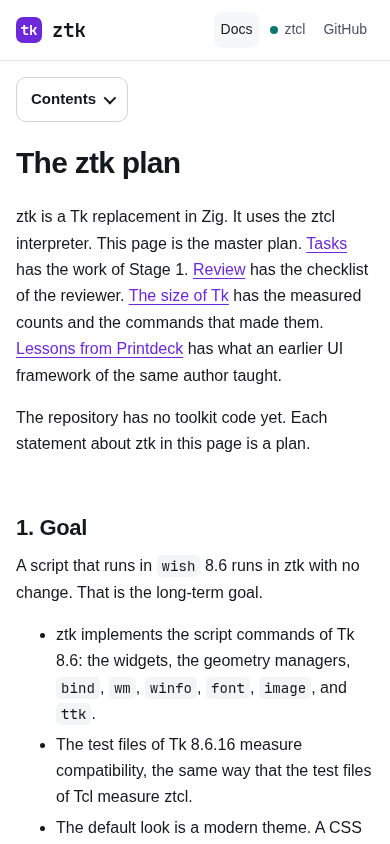 tk ztk Docs ztcl GitHub
Contents
The ztk plan
ztk is a Tk replacement in Zig. It uses the ztcl
interpreter. This page is the master plan. Tasks
has the work of Stage 1. Review has the checklist
of the reviewer. The size of Tk has the measured
counts and the commands that made them.
Lessons from Printdeck has what an earlier UI
framework of the same author taught.
The repository has no toolkit code yet. Each
statement about ztk in this page is a plan.
1. Goal
A script that runs in wish 8.6 runs in ztk with no
change. That is the long-term goal.
• ztk implements the script commands of Tk
8.6: the widgets, the geometry managers,
bind, wm, winfo, font, image, and
ttk.
• The test files of Tk 8.6.16 measure
compatibility, the same way that the test files
of Tcl measure ztcl.
• The default look is a modern theme. A CSS